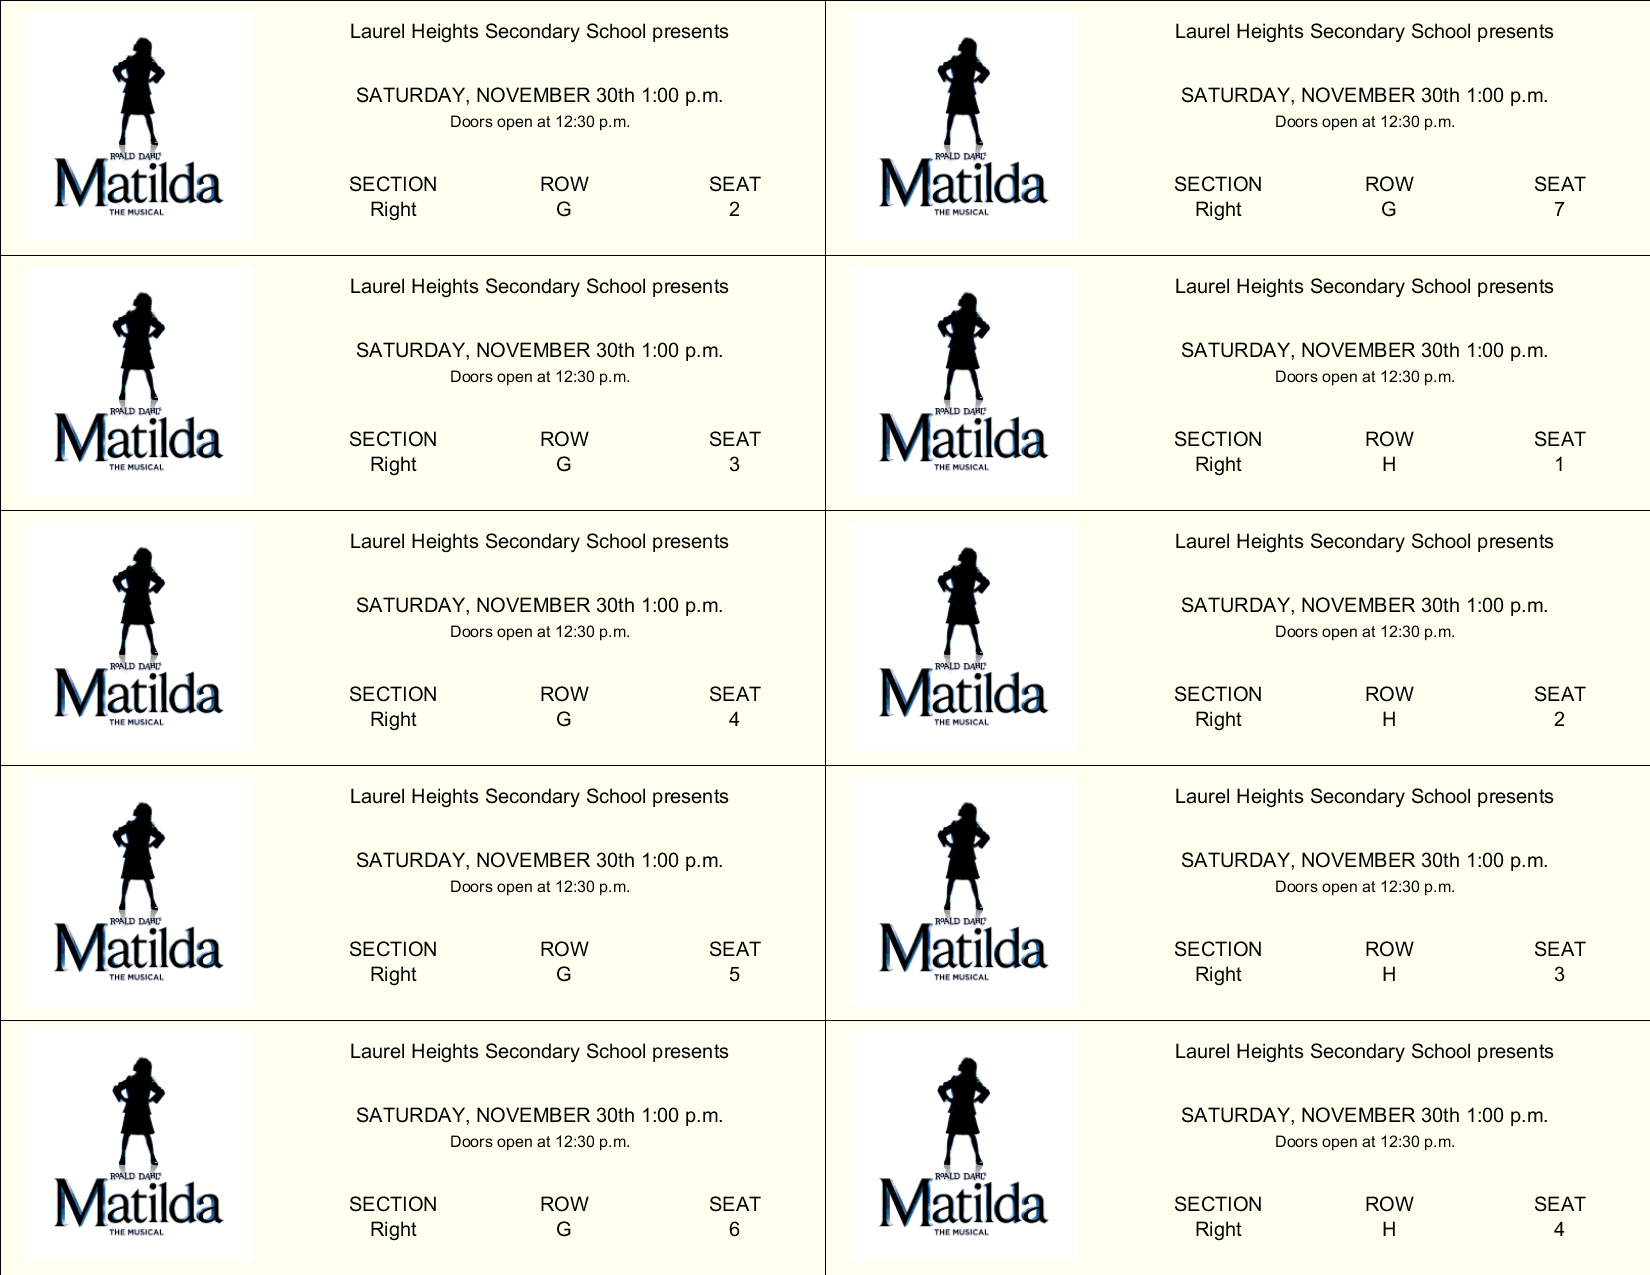 Laurel Heights Secondary School presents
SATURDAY, NOVEMBER 30th 1:00 p.m.
Doors open at 12:30 p.m.
ROALD DAHL'S
Matilda
THE MUSICAL
SECTION ROW SEAT
Right G 2
Laurel Heights Secondary School presents
SATURDAY, NOVEMBER 30th 1:00 p.m.
Doors open at 12:30 p.m.
ROALD DAHL'S
Matilda
THE MUSICAL
SECTION ROW SEAT
Right G 7
Laurel Heights Secondary School presents
SATURDAY, NOVEMBER 30th 1:00 p.m.
Doors open at 12:30 p.m.
ROALD DAHL'S
Matilda
THE MUSICAL
SECTION ROW SEAT
Right G 3
Laurel Heights Secondary School presents
SATURDAY, NOVEMBER 30th 1:00 p.m.
Doors open at 12:30 p.m.
ROALD DAHL'S
Matilda
THE MUSICAL
SECTION ROW SEAT
Right H 1
Laurel Heights Secondary School presents
SATURDAY, NOVEMBER 30th 1:00 p.m.
Doors open at 12:30 p.m.
ROALD DAHL'S
Matilda
THE MUSICAL
SECTION ROW SEAT
Right G 4
Laurel Heights Secondary School presents
SATURDAY, NOVEMBER 30th 1:00 p.m.
Doors open at 12:30 p.m.
ROALD DAHL'S
Matilda
THE MUSICAL
SECTION ROW SEAT
Right H 2
Laurel Heights Secondary School presents
SATURDAY, NOVEMBER 30th 1:00 p.m.
Doors open at 12:30 p.m.
ROALD DAHL'S
Matilda
THE MUSICAL
SECTION ROW SEAT
Right G 5
Laurel Heights Secondary School presents
SATURDAY, NOVEMBER 30th 1:00 p.m.
Doors open at 12:30 p.m.
ROALD DAHL'S
Matilda
THE MUSICAL
SECTION ROW SEAT
Right H 3
Laurel Heights Secondary School presents
SATURDAY, NOVEMBER 30th 1:00 p.m.
Doors open at 12:30 p.m.
ROALD DAHL'S
Matilda
THE MUSICAL
SECTION ROW SEAT
Right G 6
Laurel Heights Secondary School presents
SATURDAY, NOVEMBER 30th 1:00 p.m.
Doors open at 12:30 p.m.
ROALD DAHL'S
Matilda
THE MUSICAL
SECTION ROW SEAT
Right H 4